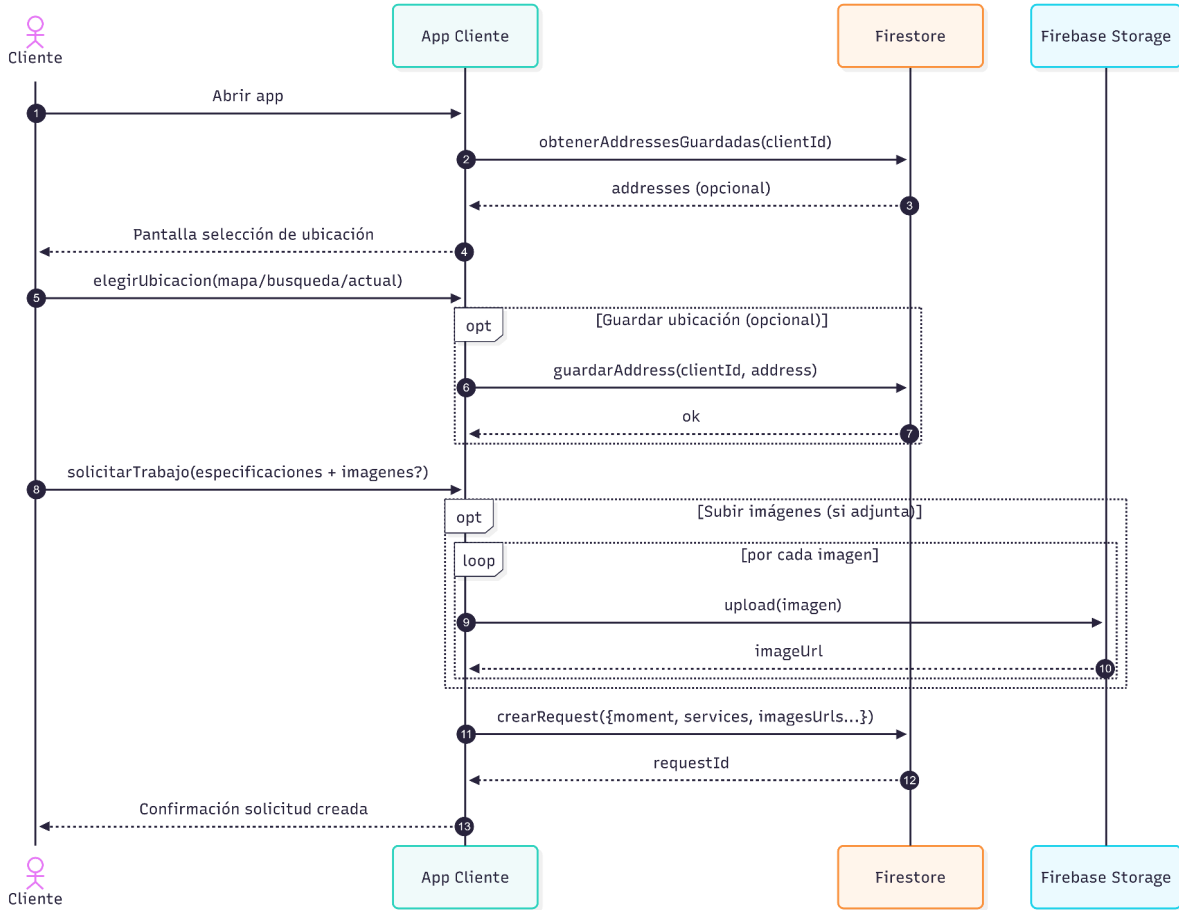 Cliente
App Cliente
Firestore
Firebase Storage
Abrir app
1
obtenerAddressesGuardadas(clientId)
2
addresses (opcional)
3
Pantalla selección de ubicación
4
elegirUbicacion(mapa/busqueda/actual)
5
opt
[Guardar ubicación (opcional)]
guardarAddress(clientId, address)
6
ok
7
solicitarTrabajo(especificaciones + imagenes?)
8
opt
[Subir imágenes (si adjunta)]
loop
[por cada imagen]
upload(imagen)
9
imageUrl
10
crearRequest({moment, services, imagesUrls...})
11
requestId
12
Confirmación solicitud creada
13
Cliente
App Cliente
Firestore
Firebase Storage